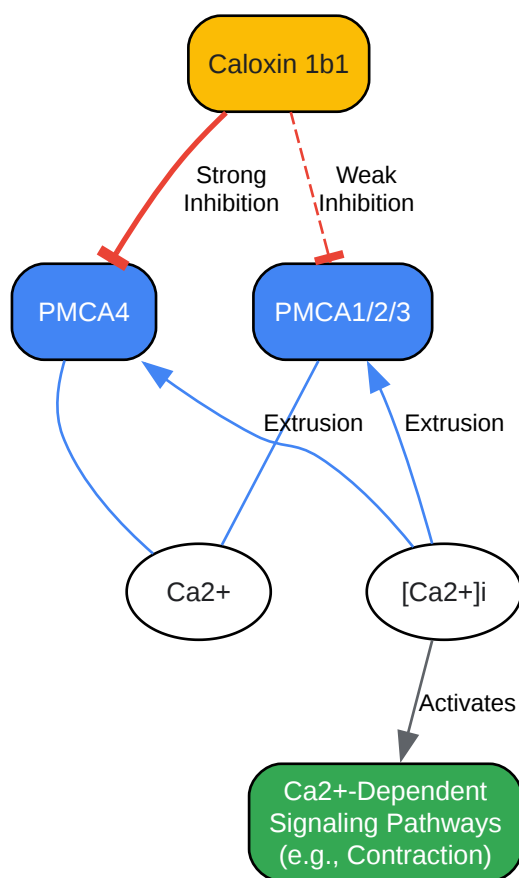 Caloxin 1b1
Strong
Inhibition
Weak
Inhibition
PMCA4
PMCA1/2/3
Extrusion
Extrusion
Ca2+
[Ca2+]i
Activates
Ca2+-Dependent
Signaling Pathways
(e.g., Contraction)